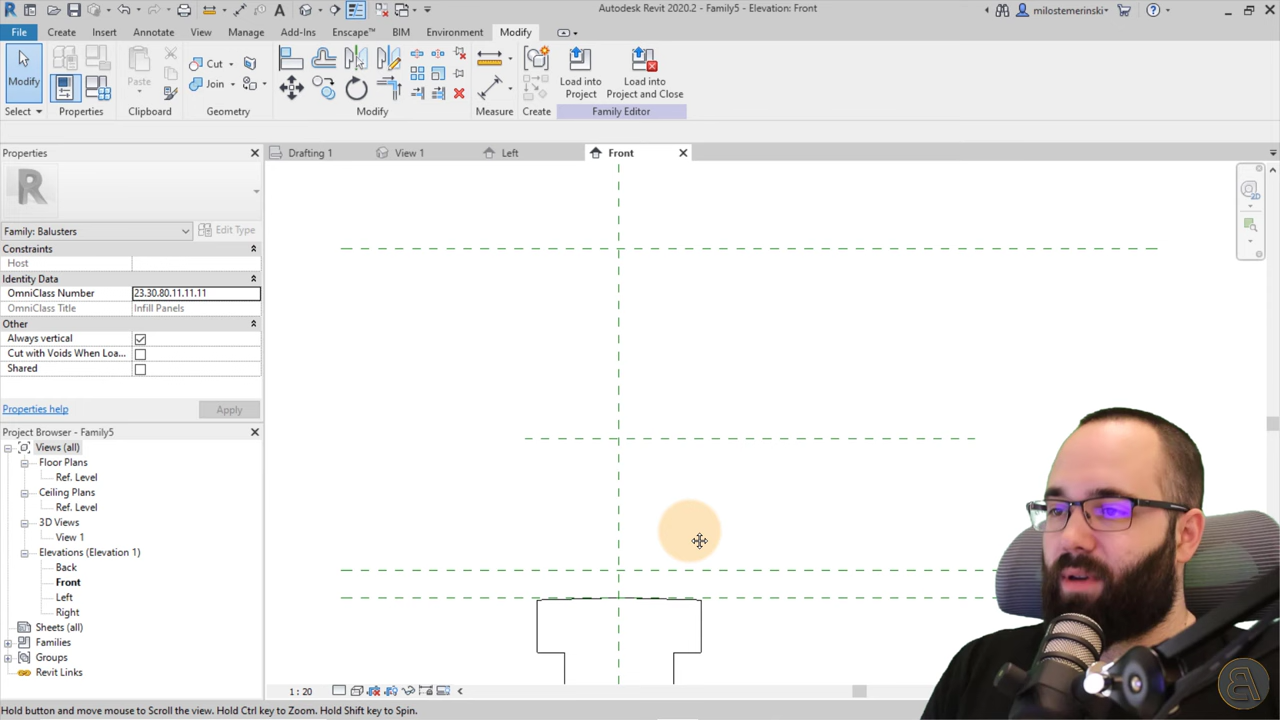 Autodesk Revit 2020.2 - Family5 - Elevation: Front
milostemerinski
File Create Insert Annotate View Manage Add-Ins Enscape™ BIM Environment Modify
Modify Paste Cut Join Load into Project Load into Project and Close
Select Properties Clipboard Geometry Modify Measure Create Family Editor
Properties
Drafting 1 View 1 Left Front
R
Family: Balusters Edit Type
Constraints
Host
Identity Data
OmniClass Number 23.30.80.11.11.11
OmniClass Title Infill Panels
Other
Always vertical
Cut with Voids When Loa...
Shared
Properties help Apply
Project Browser - Family5
Views (all)
Floor Plans
Ref. Level
Ceiling Plans
Ref. Level
3D Views
View 1
Elevations (Elevation 1)
Back
Front
Left
Right
Sheets (all)
Families
Groups
Revit Links
1 : 20
Hold button and move mouse to Scroll the view. Hold Ctrl key to Zoom. Hold Shift key to Spin.